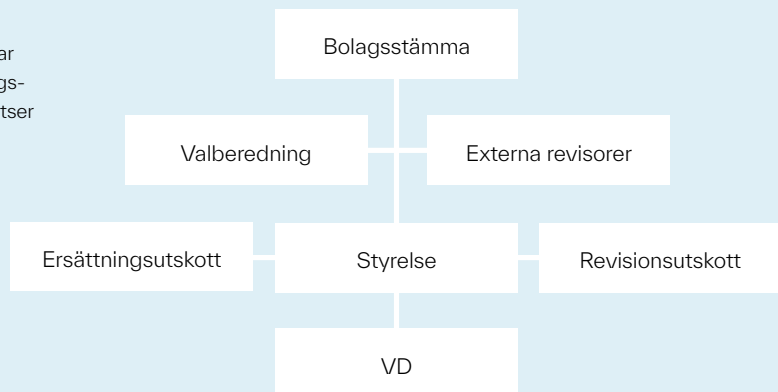 Bolagsstämma
Valberedning
Externa revisorer
Ersättningsutskott
Styrelse
Revisionsutskott
VD